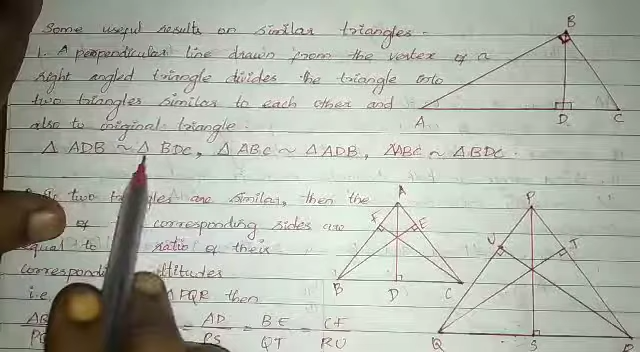 Some useful results on similar triangles.
1. A perpendicular line drawn from the vertex of a
right angled triangle divides the triangle into
two triangles similar to each other and
also to original triangle.
Δ ADB ~ Δ BDC, Δ ABC ~ Δ ADB, ΔABC ~ Δ BDC.
B
A D C
two are similar, then the
of corresponding sides are
equal to ratio of their
altitudes
i.e. PQR then
AD/PS = BE/QT = CF/RU
A
F E
B D C
P
U T
Q S R